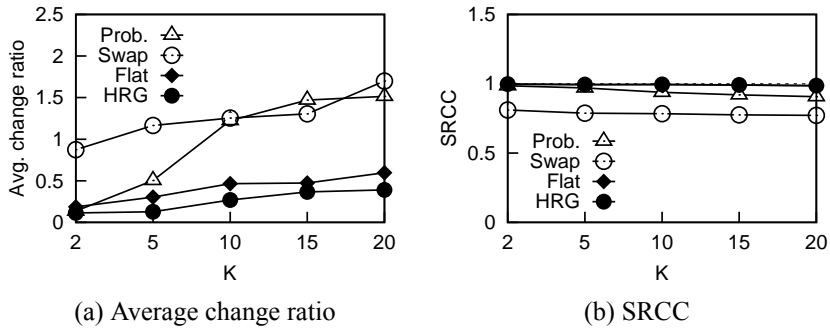 2.5
2
1.5
1
0.5
0
Avg. change ratio
Prob.
Swap
Flat
HRG
2 5 10 15 20
K
(a) Average change ratio
1.5
1
0.5
1
SRCC
Prob.
Swap
Flat
HRG
2 5 10 15 20
K
(b) SRCC